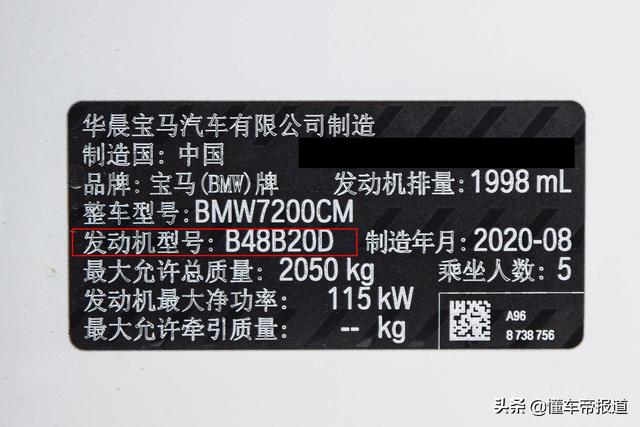 华晨宝马汽车有限公司制造
制造国: 中国
品牌: 宝马(BMW)牌 发动机排量: 1998 mL
整车型号: BMW7200CM
发动机型号: B48B20D 制造年月: 2020-08
最大允许总质量: 2050 kg 乘坐人数: 5
发动机最大净功率: 115 kW
最大允许牵引质量: -- kg
A96
8 738 756
头条 @懂车帝报道